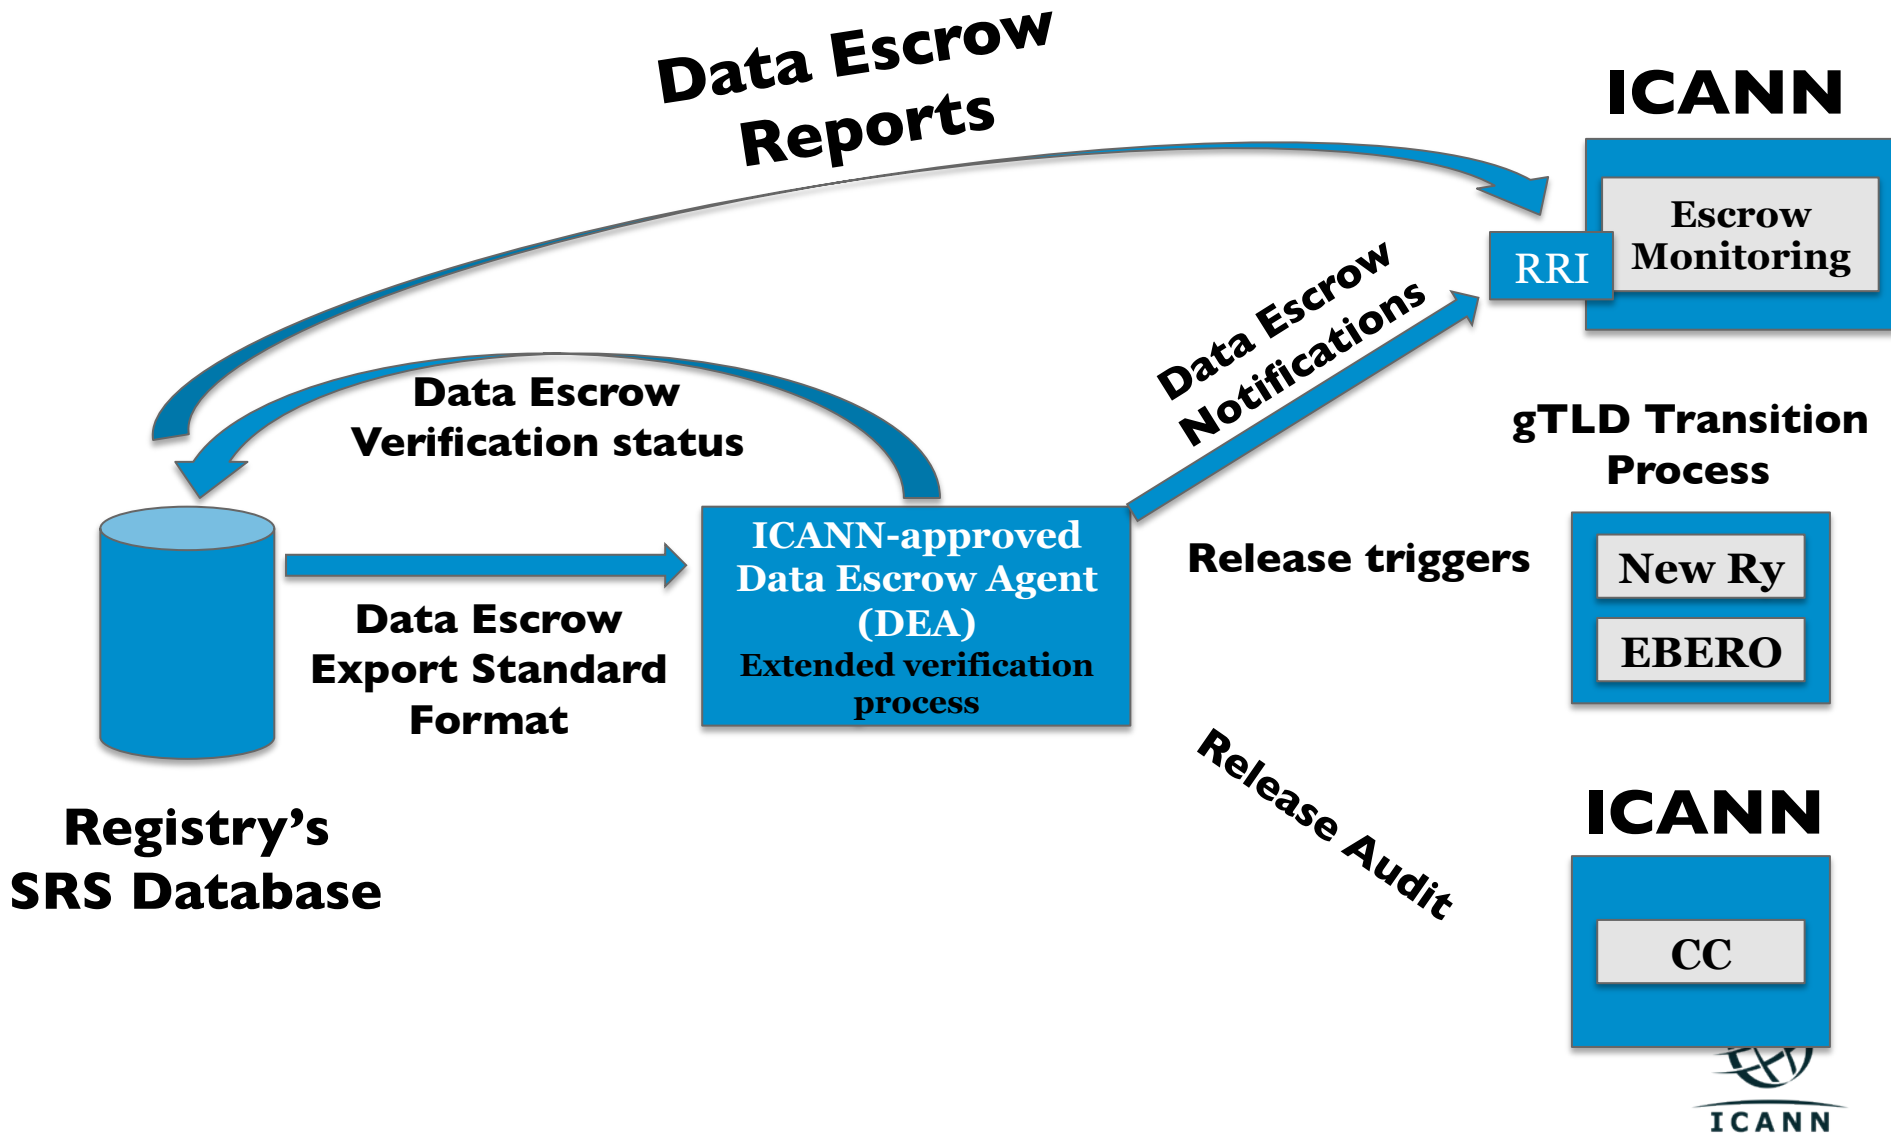 Data Escrow
Reports
ICANN
Escrow
Monitoring
RRI
Data Escrow
Notifications
Data Escrow
Verification status
gTLD Transition
Process
ICANN-approved
Data Escrow Agent
(DEA)
Extended verification
process
Release triggers
New Ry
EBERO
Data Escrow
Export Standard
Format
Release Audit
Registry’s
SRS Database
ICANN
CC
ICANN